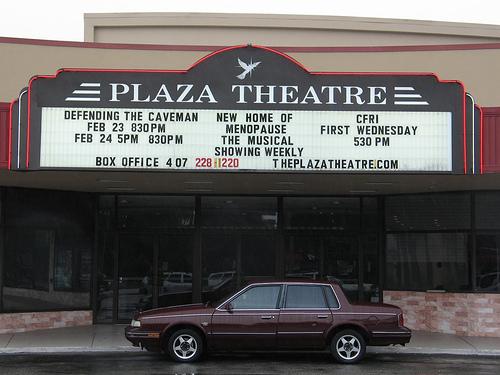 PLAZA THEATRE
DEFENDING THE CAVEMAN
FEB 23 830PM
FEB 24 5PM 830PM
NEW HOME OF
MENOPAUSE
THE MUSICAL
SHOWING WEEKLY
CFRI
FIRST WEDNESDAY
530 PM
BOX OFFICE 407 228-1220 THEPLAZATHEATRE.COM